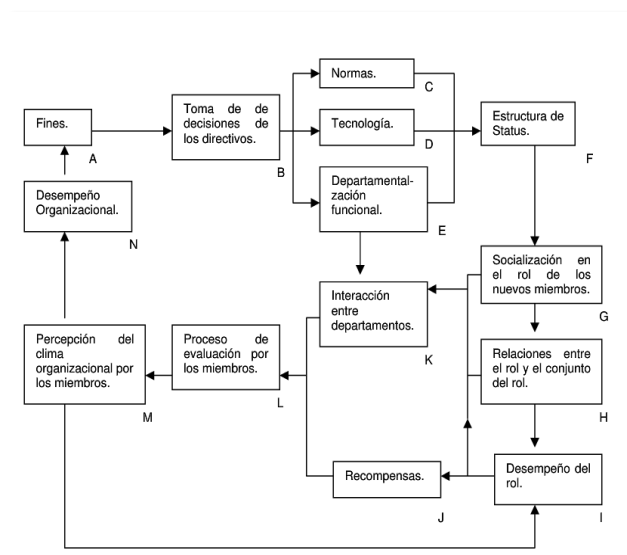 Normas.
C
Fines.
A
Toma de de
decisiones de
los directivos.
B
Tecnología.
D
Estructura de
Status.
F
Departamental-
zación
funcional.
E
Desempeño
Organizacional.
N
Socialización en
el rol de los
nuevos miembros.
G
Interacción
entre
departamentos.
K
Percepción del
clima
organizacional por
los miembros.
M
Proceso de
evaluación por
los miembros.
L
Relaciones entre
el rol y el conjunto
del rol.
H
Recompensas.
J
Desempeño del
rol.
I